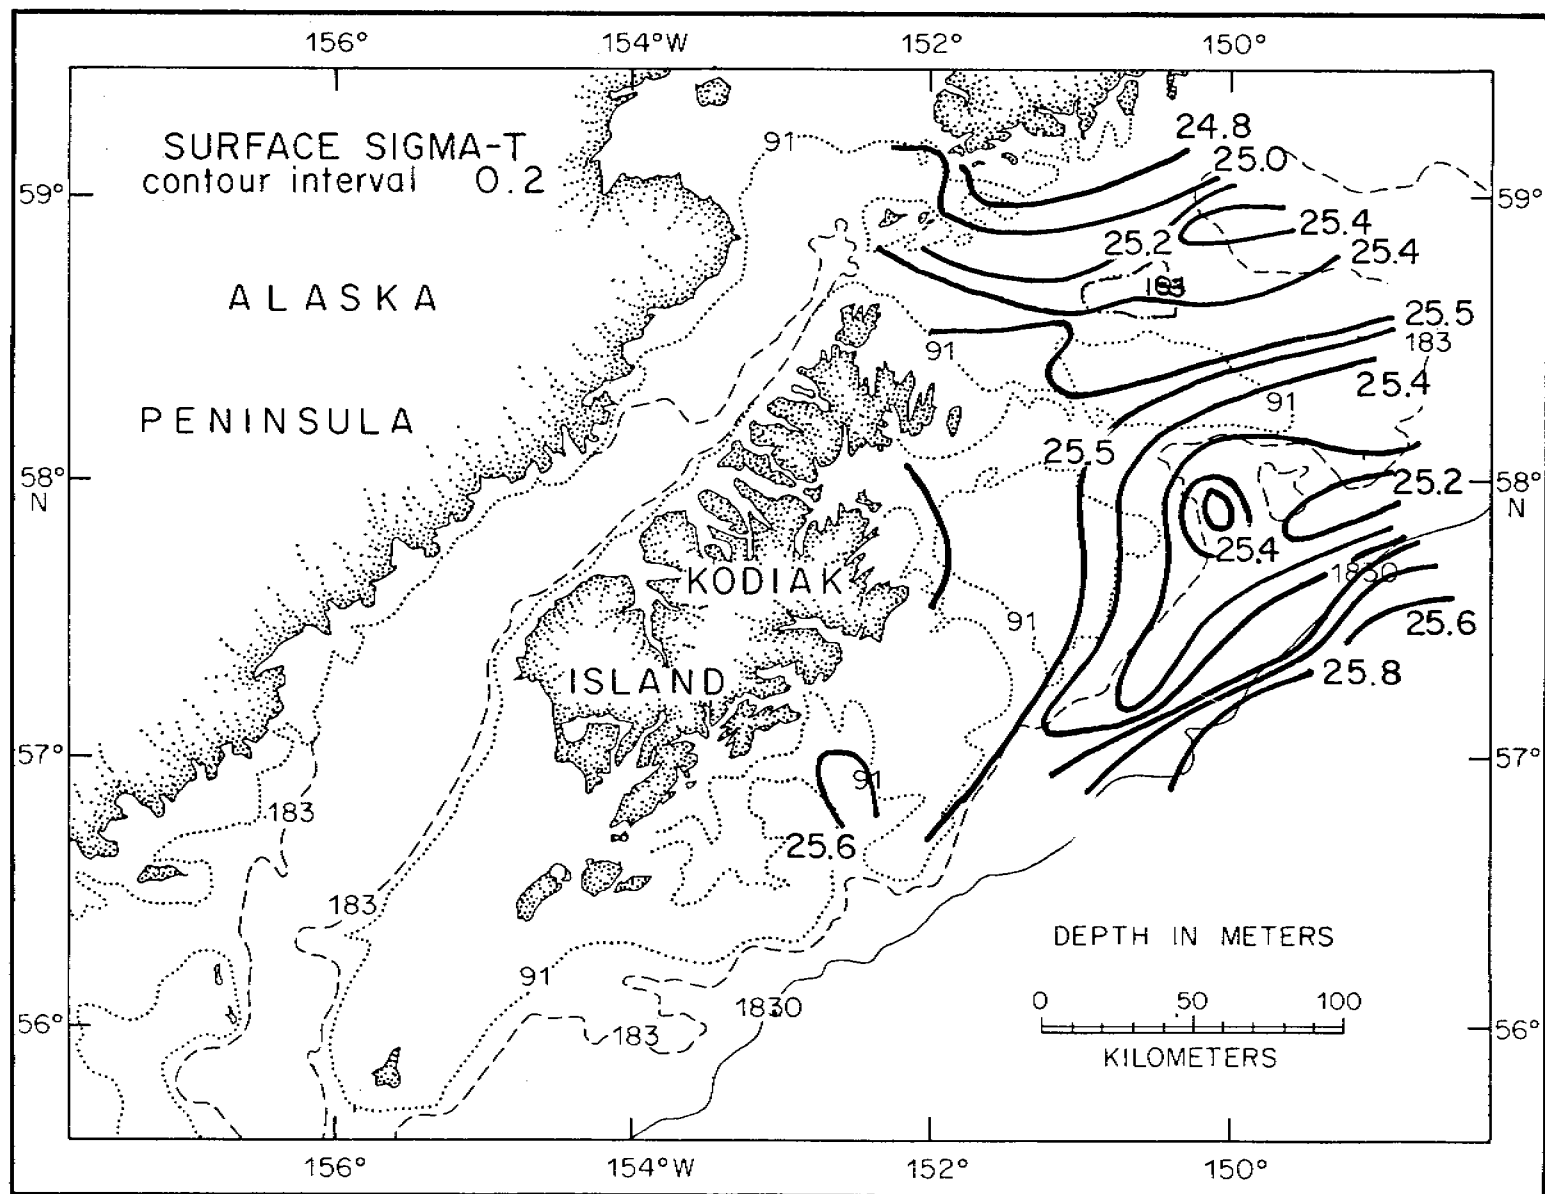 156° 154°W 152° 150°
24.8
91
25.0
SURFACE SIGMA-T
contour interval 0.2
59° 59°
25.4
25.2
25.4
183
ALASKA
25.5
183
91
25.4
91
PENINSULA
25.5
58° 58°
N N
25.2
25.4
KODIAK
1830
91
25.6
ISLAND
25.8
57° 57°
91
183
25.6
183
DEPTH IN METERS
91
1830
0 50 100
183
56° 56°
KILOMETERS
156° 154°W 152° 150°